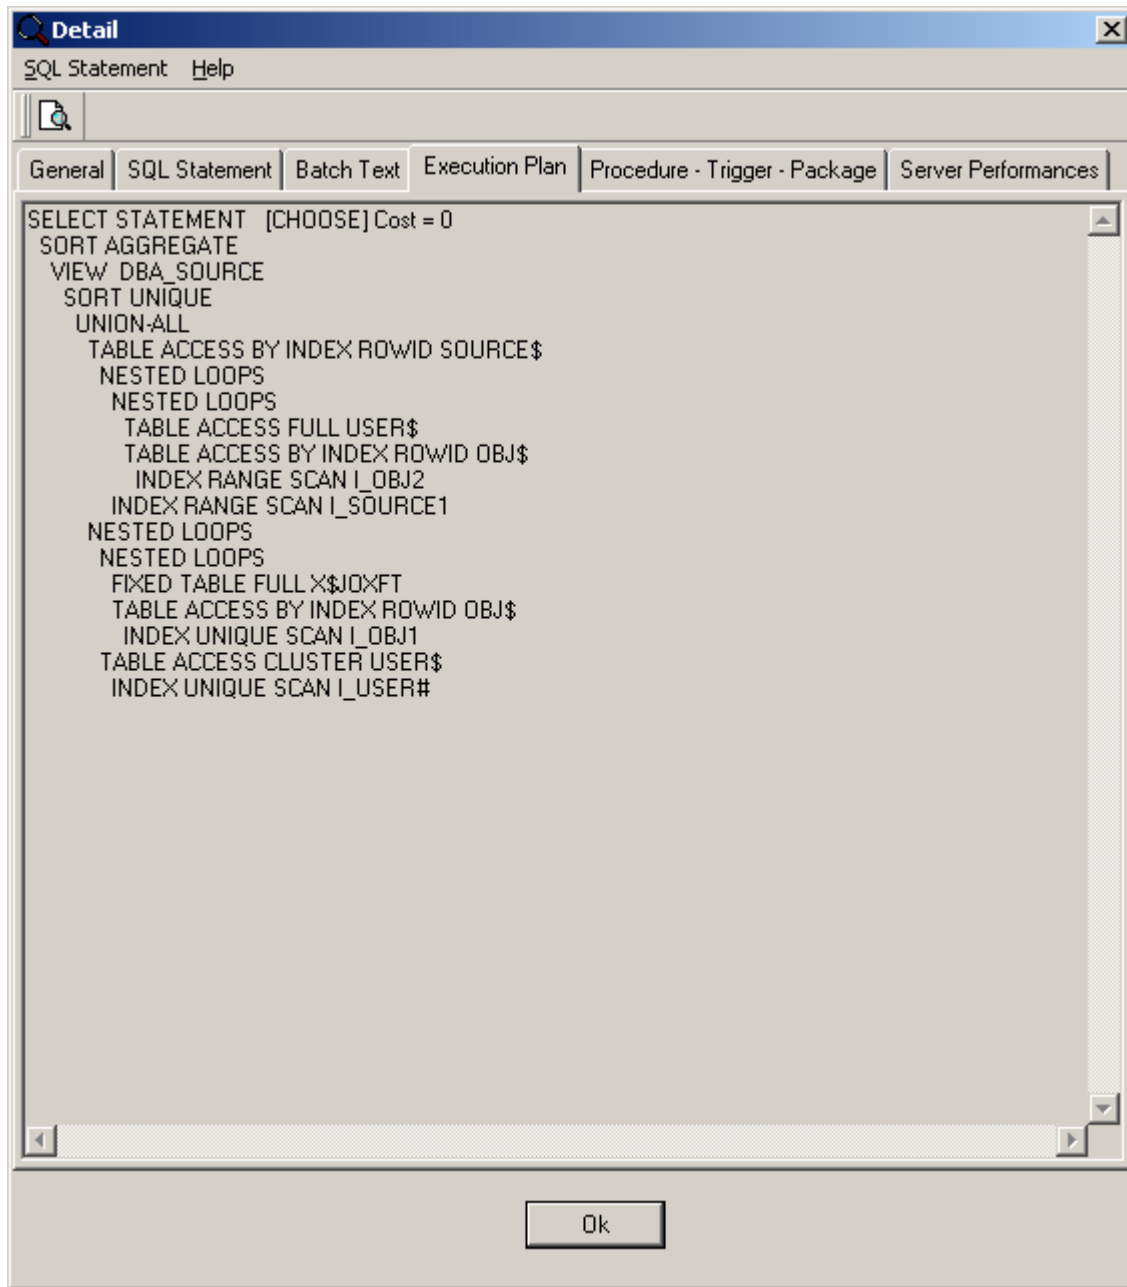 Detail
SQL Statement Help
General SQL Statement Batch Text Execution Plan Procedure - Trigger - Package Server Performances
SELECT STATEMENT [CHOOSE] Cost = 0
SORT AGGREGATE
VIEW DBA_SOURCE
SORT UNIQUE
UNION-ALL
TABLE ACCESS BY INDEX ROWID SOURCE$
NESTED LOOPS
NESTED LOOPS
TABLE ACCESS FULL USER$
TABLE ACCESS BY INDEX ROWID OBJ$
INDEX RANGE SCAN I_OBJ2
INDEX RANGE SCAN I_SOURCE1
NESTED LOOPS
NESTED LOOPS
FIXED TABLE FULL X$JOXFT
TABLE ACCESS BY INDEX ROWID OBJ$
INDEX UNIQUE SCAN I_OBJ1
TABLE ACCESS CLUSTER USER$
INDEX UNIQUE SCAN I_USER#
Ok